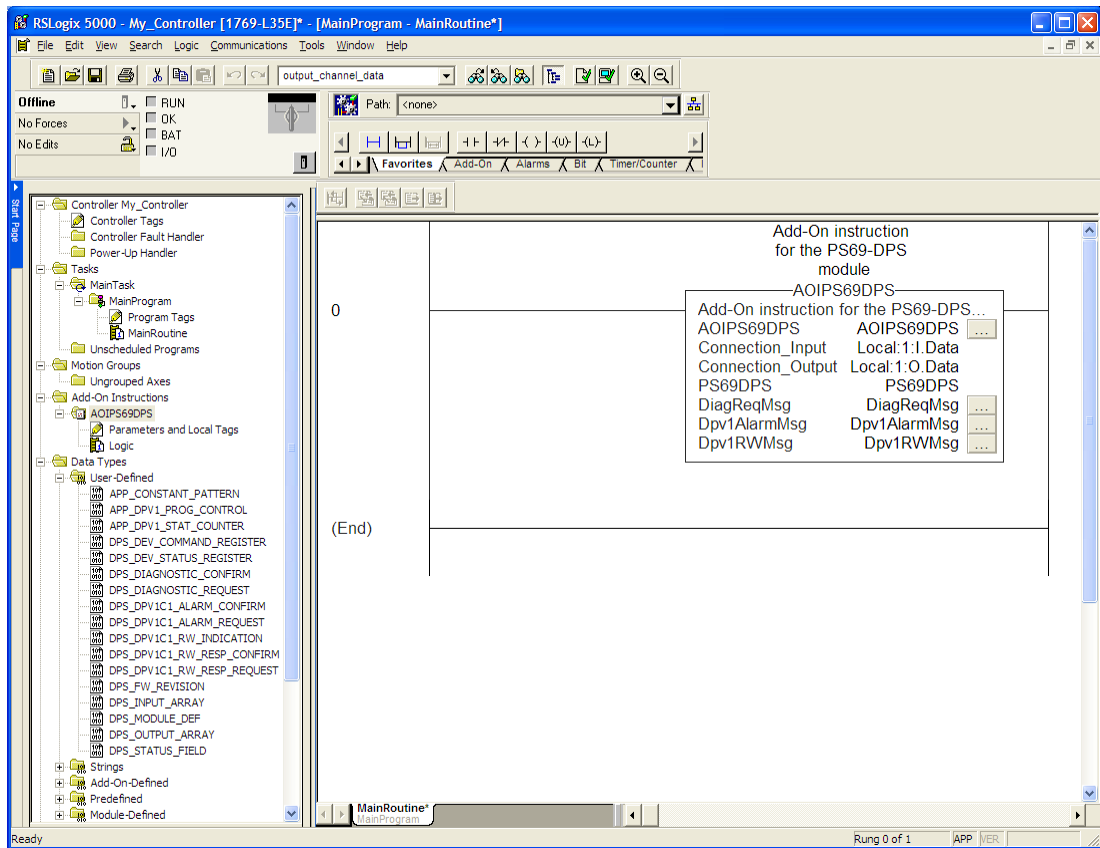 RSLogix 5000 - My_Controller [1769-L35E]* - [MainProgram - MainRoutine*]
File Edit View Search Logic Communications Tools Window Help
output_channel_data
Offline
RUN
No Forces
OK
No Edits
BAT
I/O
Path: <none>
Favorites Add-On Alarms Bit Timer/Counter
Start Page
Controller My_Controller
Controller Tags
Controller Fault Handler
Power-Up Handler
Tasks
MainTask
MainProgram
Program Tags
MainRoutine
Unscheduled Programs
Motion Groups
Ungrouped Axes
Add-On Instructions
AOIPS69DPS
Parameters and Local Tags
Logic
Data Types
User-Defined
APP_CONSTANT_PATTERN
APP_DPV1_PROG_CONTROL
APP_DPV1_STAT_COUNTER
DPS_DEV_COMMAND_REGISTER
DPS_DEV_STATUS_REGISTER
DPS_DIAGNOSTIC_CONFIRM
DPS_DIAGNOSTIC_REQUEST
DPS_DPV1C1_ALARM_CONFIRM
DPS_DPV1C1_ALARM_REQUEST
DPS_DPV1C1_RW_INDICATION
DPS_DPV1C1_RW_RESP_CONFIRM
DPS_DPV1C1_RW_RESP_REQUEST
DPS_FW_REVISION
DPS_INPUT_ARRAY
DPS_MODULE_DEF
DPS_OUTPUT_ARRAY
DPS_STATUS_FIELD
Strings
Add-On-Defined
Predefined
Module-Defined
Add-On instruction
for the PS69-DPS
module
AOIPS69DPS
0
Add-On instruction for the PS69-DPS...
AOIPS69DPS AOIPS69DPS ...
Connection_Input Local:1:I.Data
Connection_Output Local:1:O.Data
PS69DPS PS69DPS
DiagReqMsg DiagReqMsg ...
Dpv1AlarmMsg Dpv1AlarmMsg ...
Dpv1RWMsg Dpv1RWMsg ...
(End)
MainRoutine*
MainProgram
Ready
Rung 0 of 1 APP VER